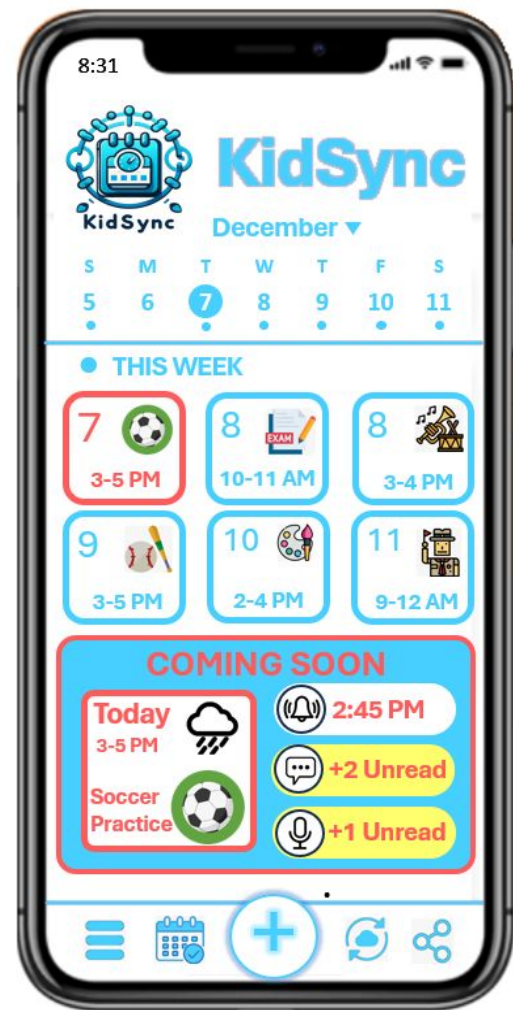 8:31
KidSync
KidSync
December ▼
S M T W T F S
5 6 7 8 9 10 11
THIS WEEK
7
3-5 PM
8
EXAM
10-11 AM
8
3-4 PM
9
3-5 PM
10
2-4 PM
11
9-12 AM
COMING SOON
Today
3-5 PM
Soccer
Practice
2:45 PM
+2 Unread
+1 Unread